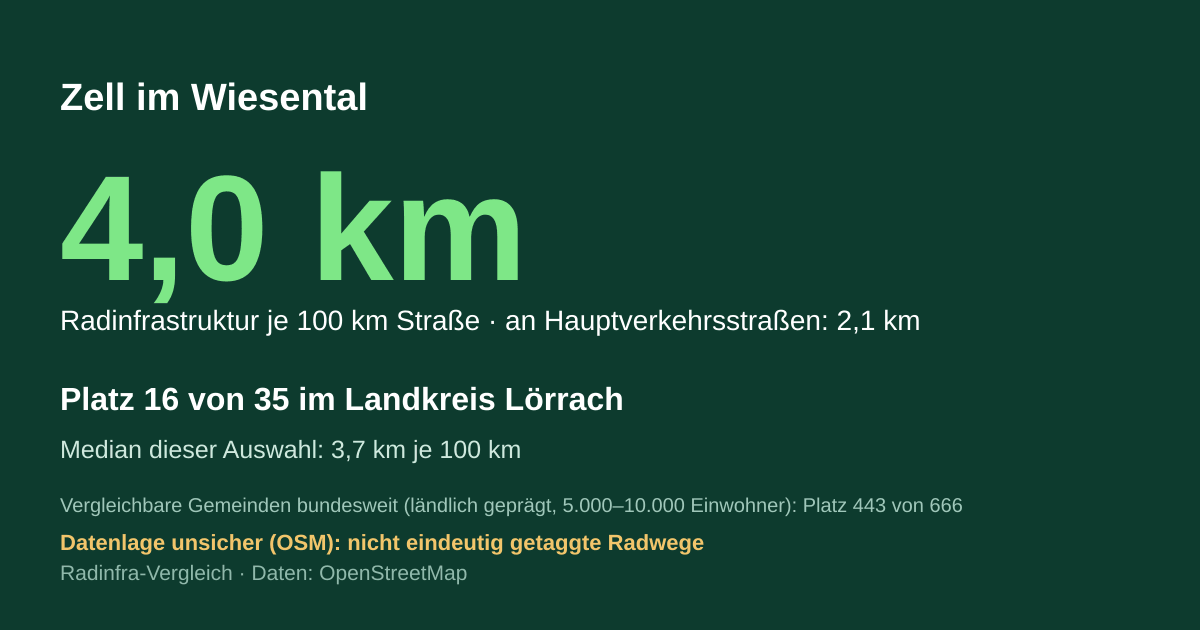 Zell im Wiesental
4,0 km
Radinfrastruktur je 100 km Straße · an Hauptverkehrsstraßen: 2,1 km
Platz 16 von 35 im Landkreis Lörrach
Median dieser Auswahl: 3,7 km je 100 km
Vergleichbare Gemeinden bundesweit (ländlich geprägt, 5.000–10.000 Einwohner): Platz 443 von 666
Datenlage unsicher (OSM): nicht eindeutig getaggte Radwege
Radinfra-Vergleich · Daten: OpenStreetMap